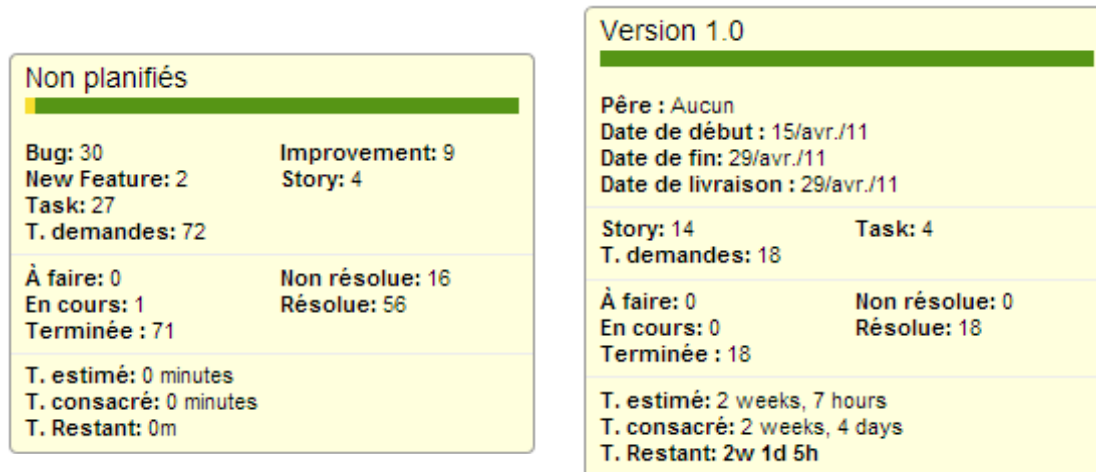 Non planifiés
Bug: 30 Improvement: 9
New Feature: 2 Story: 4
Task: 27
T. demandes: 72
À faire: 0 Non résolue: 16
En cours: 1 Résolue: 56
Terminée : 71
T. estimé: 0 minutes
T. consacré: 0 minutes
T. Restant: 0m
Version 1.0
Pêre : Aucun
Date de début : 15/avr./11
Date de fin: 29/avr./11
Date de livraison : 29/avr./11
Story: 14 Task: 4
T. demandes: 18
À faire: 0 Non résolue: 0
En cours: 0 Résolue: 18
Terminée : 18
T. estimé: 2 weeks, 7 hours
T. consacré: 2 weeks, 4 days
T. Restant: 2w 1d 5h